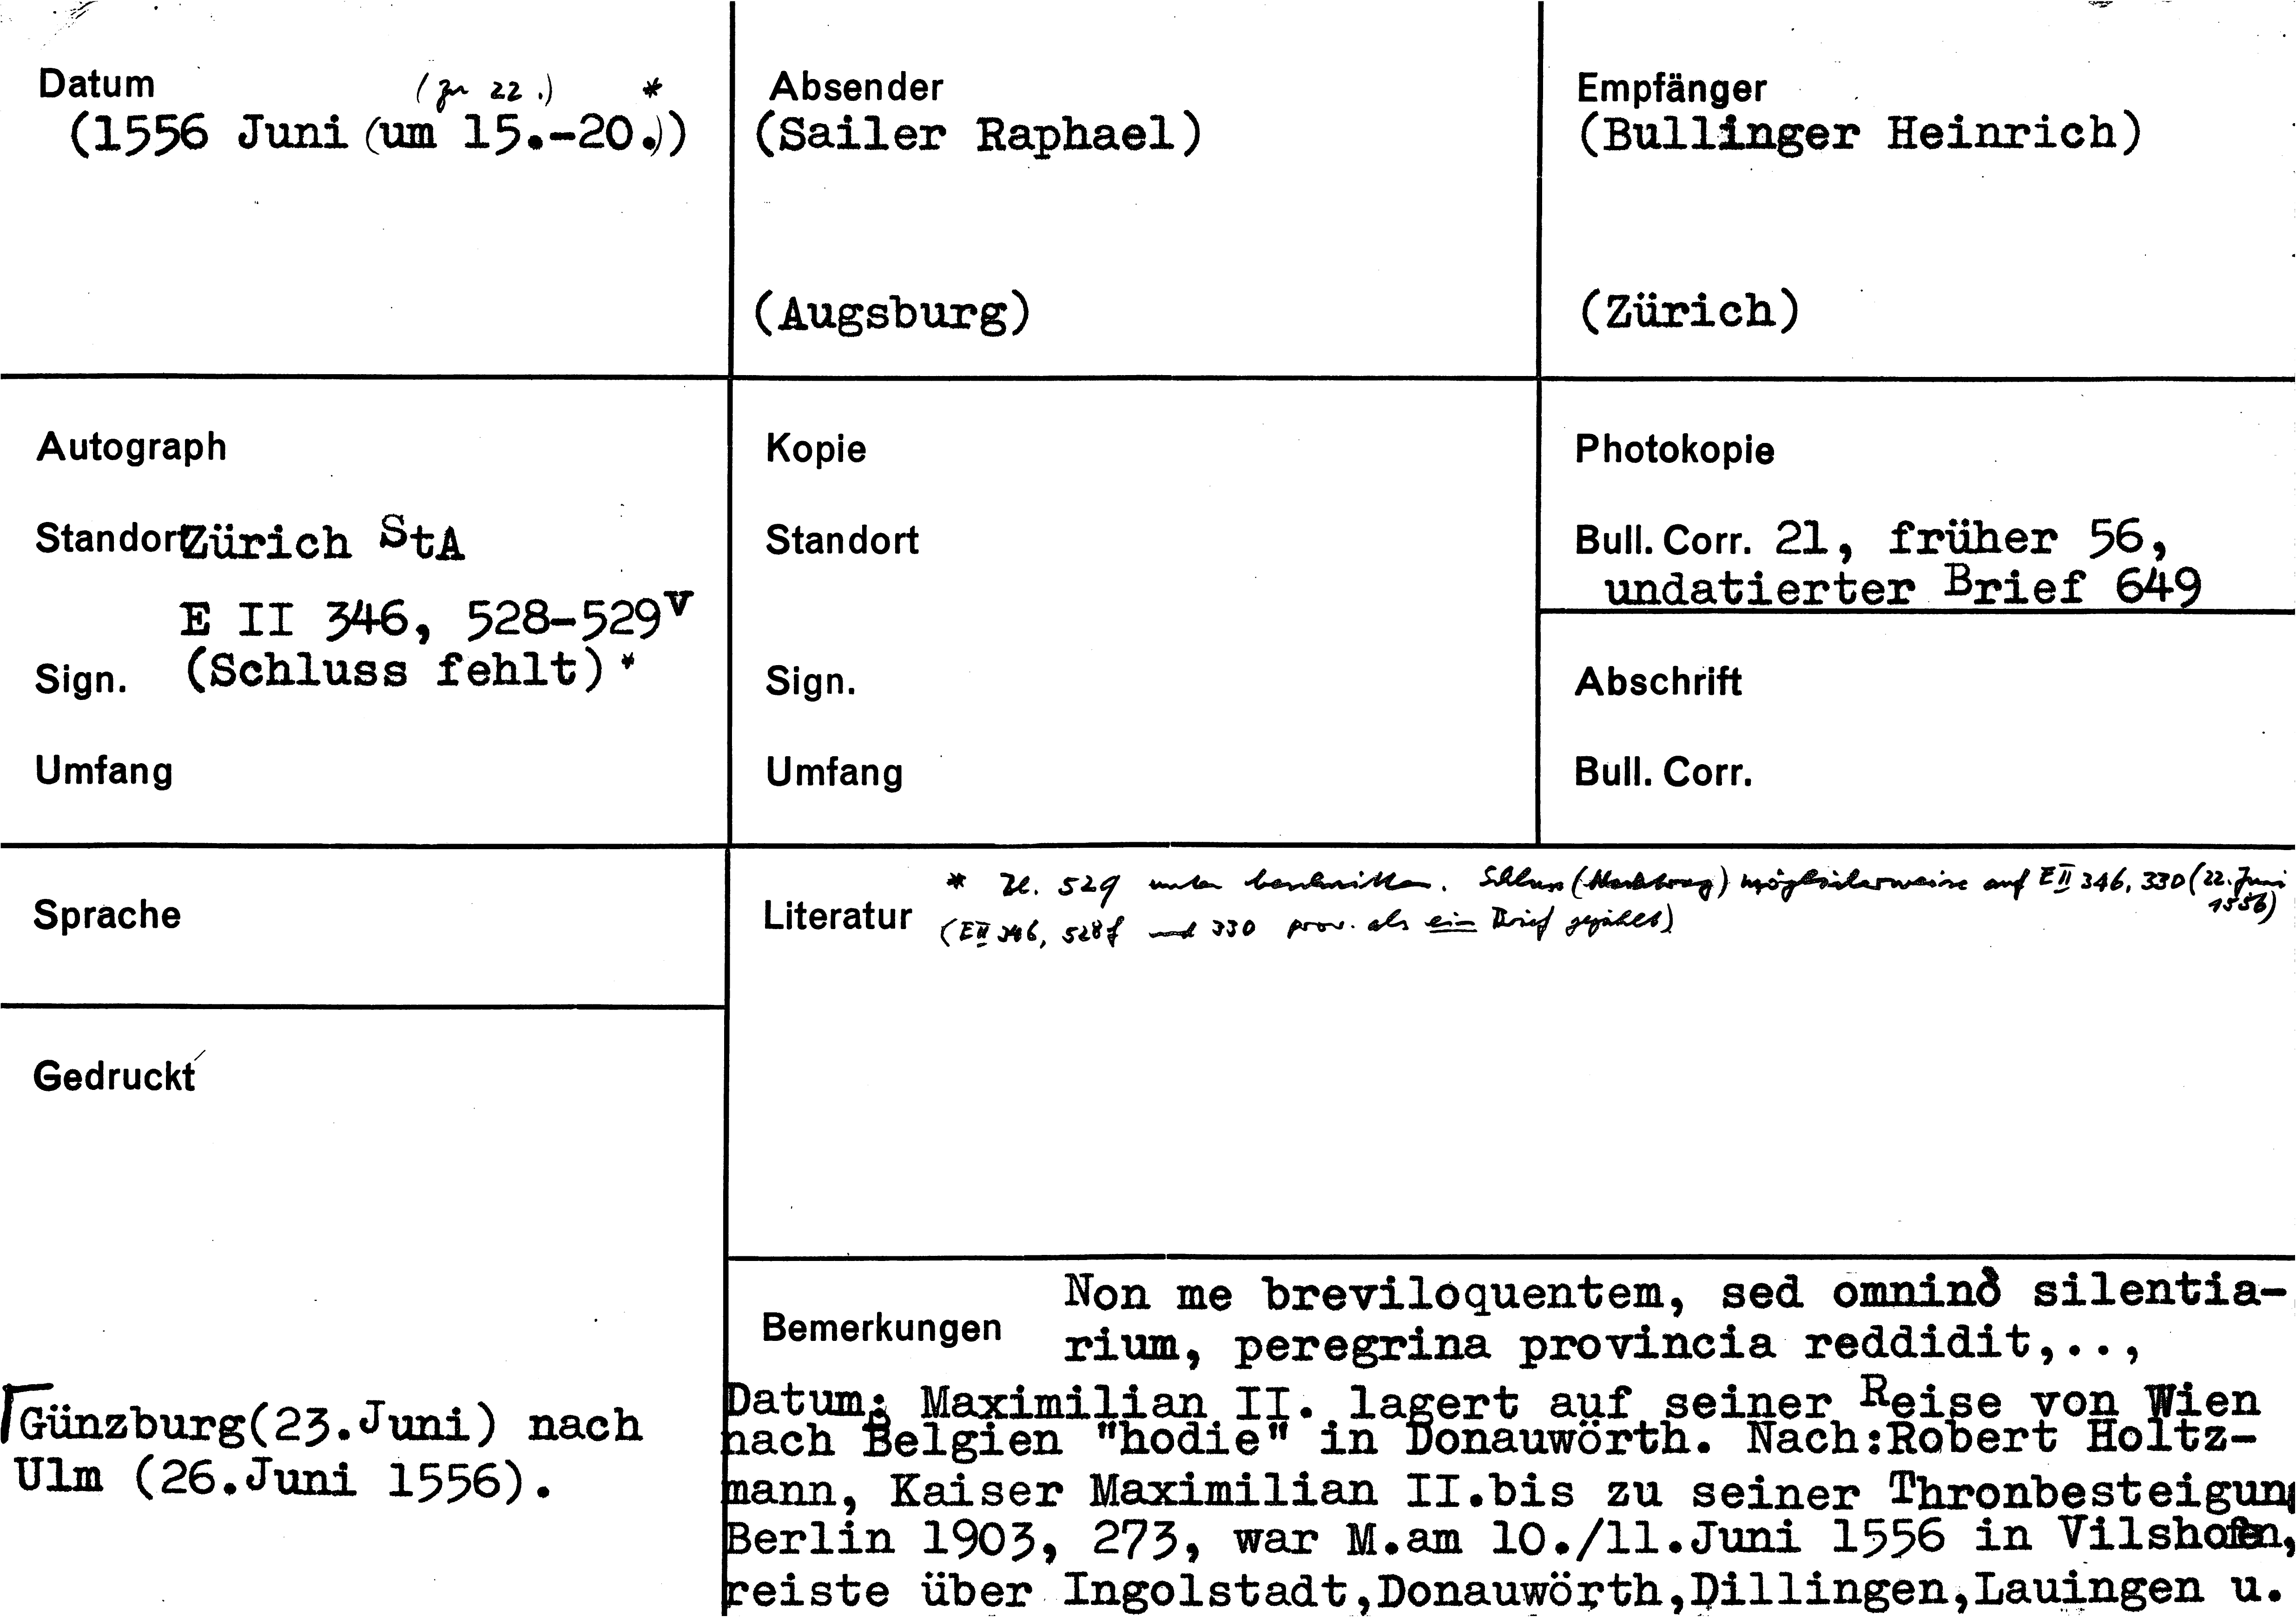 Datum
(zu 22.) *
(1556 Juni (um 15.-20.))
Absender
(Sailer Raphael)
(Augsburg)
Empfänger
(Bullinger Heinrich)
(Zürich)
Autograph
Standort Zürich StA
E II 346, 528-529v
Sign. (Schluss fehlt) *
Umfang
Kopie
Standort
Sign.
Umfang
Photokopie
Bull. Corr. 21, früher 56,
undatierter Brief 649
Abschrift
Bull. Corr.
Sprache
Gedruckt
* 529 unten beschnitten. Schluss (Nachtrag) möglicherweise auf E II 346, 330 (22. Juni
1556)
Literatur (E II 346, 528f und 330 prov. als ein Brief gezählt)
Bemerkungen
Non me breviloquentem, sed omninò silentia-
rium, peregrina provincia reddidit,..,
Datum: Maximilian II. lagert auf seiner Reise von Wien
nach Belgien "hodie" in Donauwörth. Nach:Robert Holtz-
mann, Kaiser Maximilian II.bis zu seiner Thronbesteigung
Berlin 1903, 273, war M.am 10./11.Juni 1556 in Vilshofen,
reiste über Ingolstadt,Donauwörth,Dillingen,Lauingen u.
Günzburg(23.Juni) nach
Ulm (26.Juni 1556).